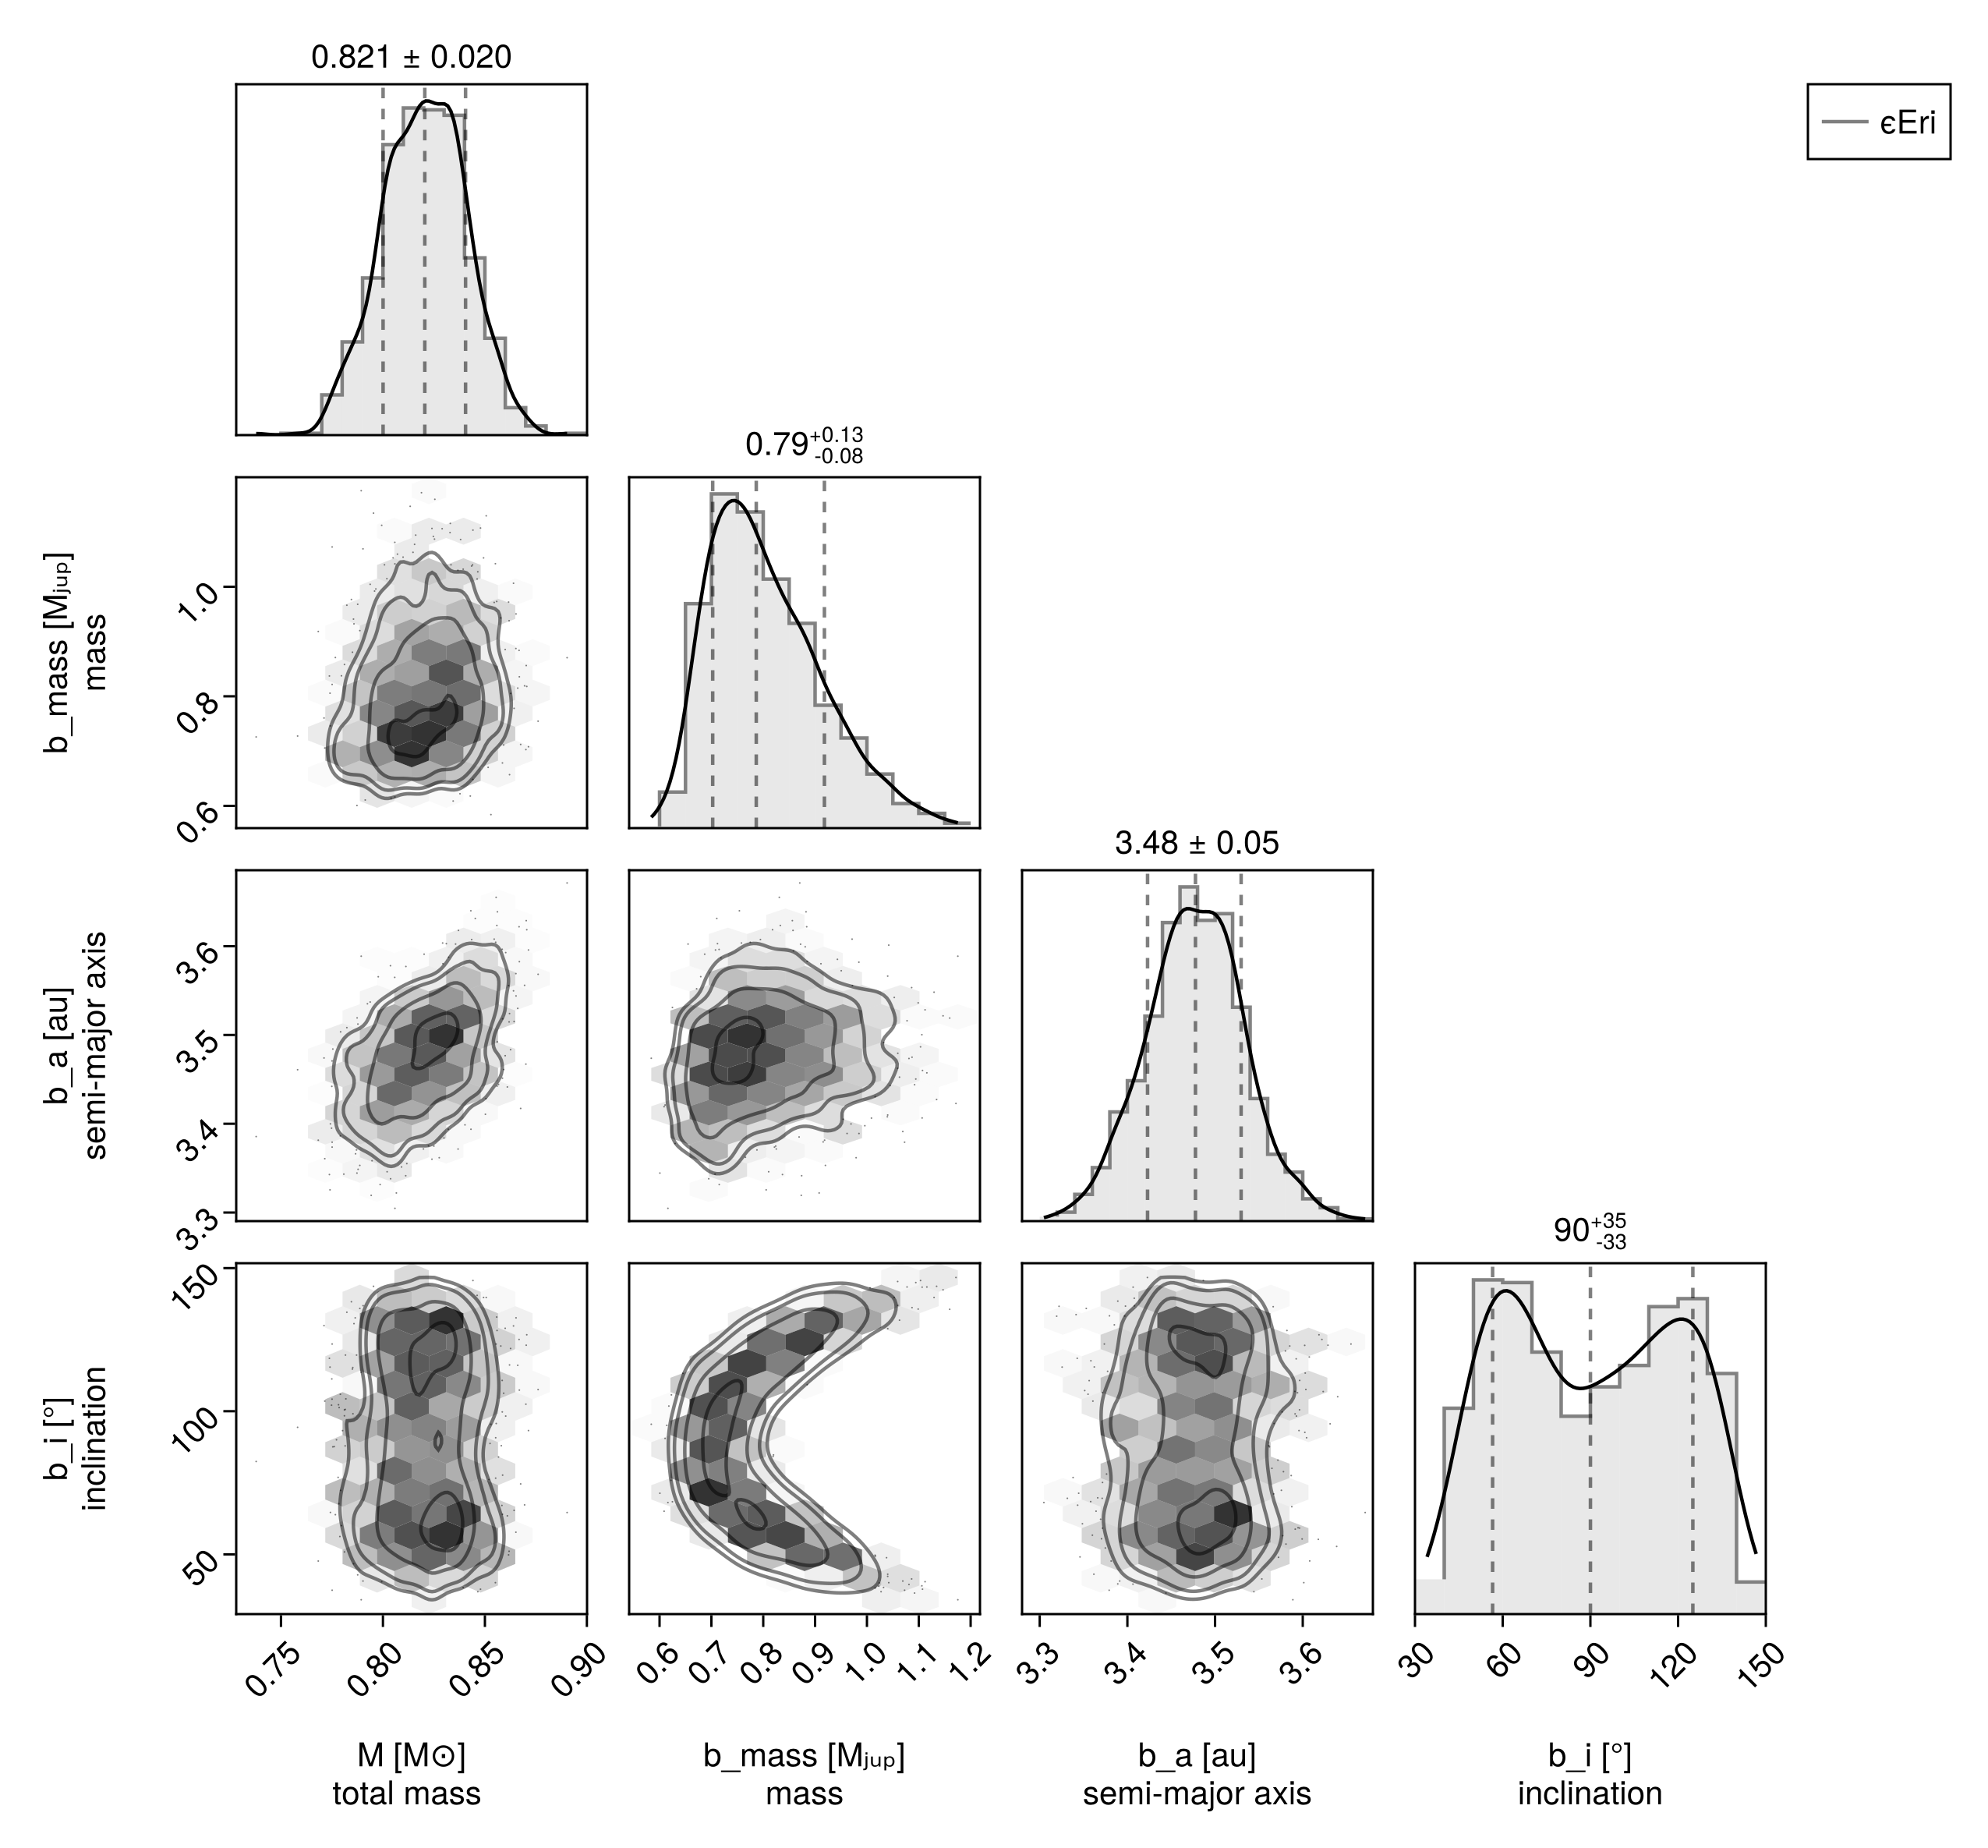 0.821 ± 0.020
ϵEri
0.79+0.13
-0.08
b_mass [Mⱼᵤₚ]
mass
1.0
0.8
0.6
3.48 ± 0.05
b_a [au]
semi-major axis
3.6
3.5
3.4
3.3
90+35
-33
b_i [°]
inclination
150
100
50
0.75 0.80 0.85 0.90 0.6 0.7 0.8 0.9 1.0 1.1 1.2 3.3 3.4 3.5 3.6 30 60 90 120 150
M [M⊙] b_mass [Mⱼᵤₚ] b_a [au] b_i [°]
total mass mass semi-major axis inclination